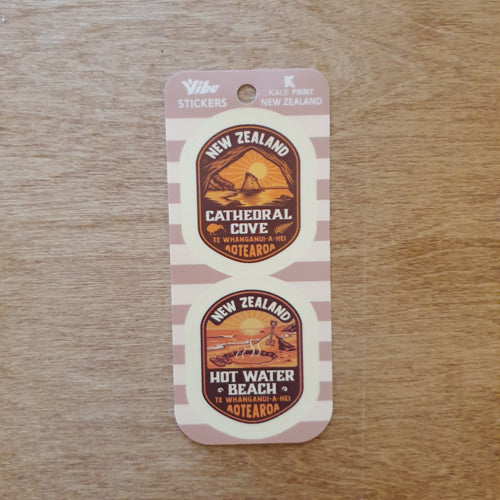 Vibe
STICKERS
K
KALE PRINT
NEW ZEALAND
NEW ZEALAND
CATHEDRAL
COVE
TE WHANGANUI-A-HEI
AOTEAROA
NEW ZEALAND
HOT WATER
BEACH
TE WHANGANUI-A-HEI
AOTEAROA